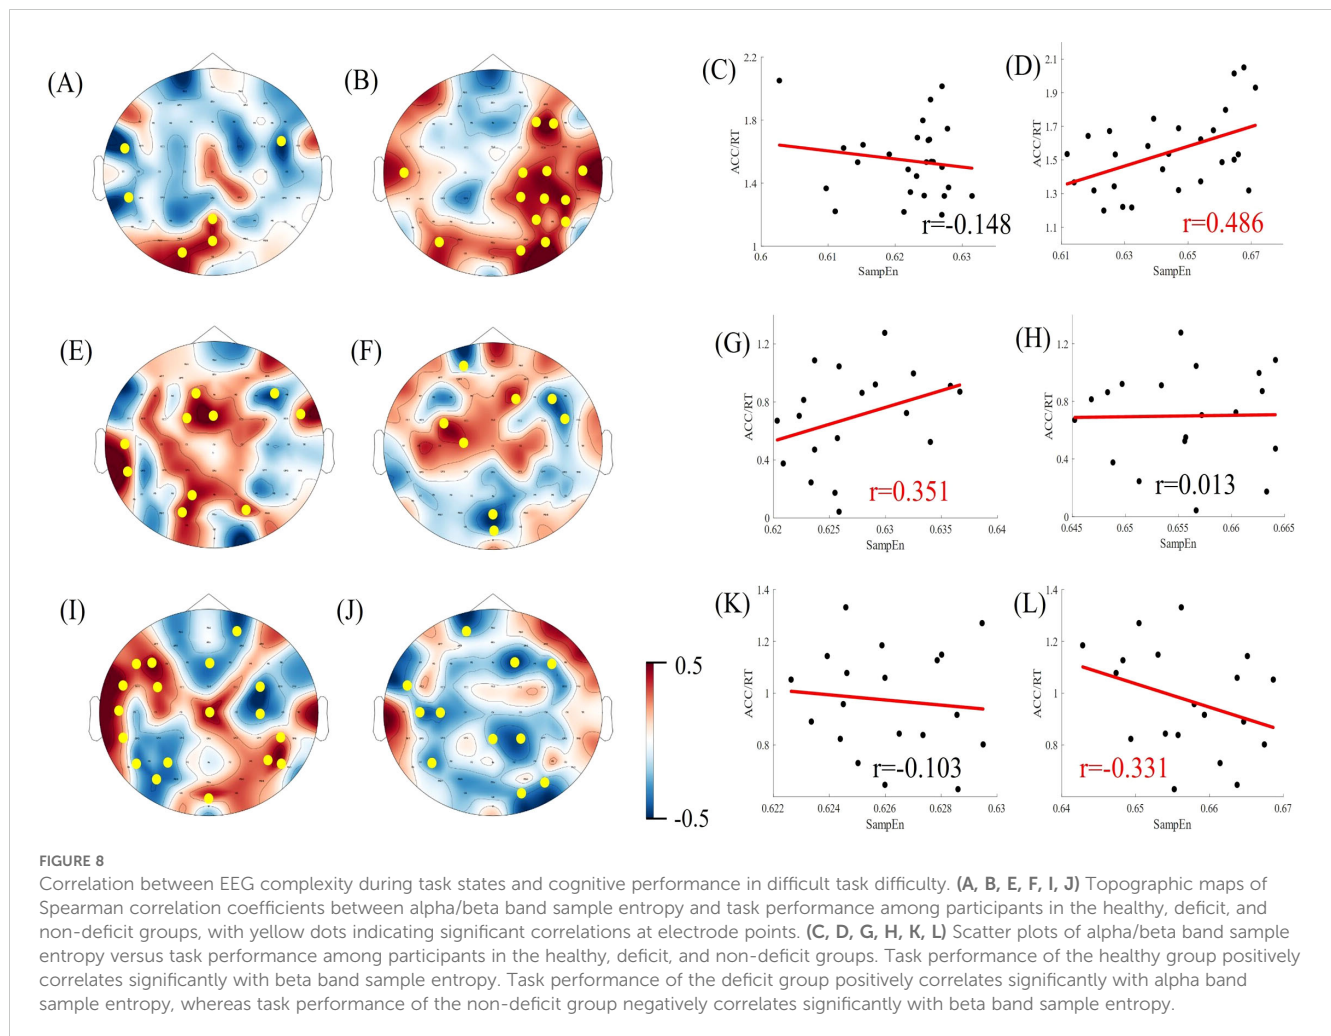 (A)
(B)
(C)
2.2
1.8
1.4
1
ACC/RT
0.6
0.61
0.62
0.63
SampEn
r=-0.148
(D)
2.1
1.9
1.7
1.5
1.3
1.1
ACC/RT
0.61
0.63
0.65
0.67
SampEn
r=0.486
(E)
(F)
(G)
1.2
0.8
0.4
0
ACC/RT
0.62
0.625
0.63
0.635
0.64
SampEn
r=0.351
(H)
1.2
0.8
0.4
0
ACC/RT
0.645
0.65
0.655
0.66
0.665
SampEn
r=0.013
(I)
(J)
0.5
-0.5
(K)
1.4
1.2
1
0.8
ACC/RT
0.622
0.624
0.626
0.628
0.63
SampEn
r=-0.103
(L)
1.4
1.2
1
0.8
ACC/RT
0.64
0.65
0.66
0.67
SampEn
r=-0.331
FIGURE 8
Correlation between EEG complexity during task states and cognitive performance in difficult task difficulty. (A, B, E, F, I, J) Topographic maps of
Spearman correlation coefficients between alpha/beta band sample entropy and task performance among participants in the healthy, deficit, and
non-deficit groups, with yellow dots indicating significant correlations at electrode points. (C, D, G, H, K, L) Scatter plots of alpha/beta band sample
entropy versus task performance among participants in the healthy, deficit, and non-deficit groups. Task performance of the healthy group positively
correlates significantly with beta band sample entropy. Task performance of the deficit group positively correlates significantly with alpha band
sample entropy, whereas task performance of the non-deficit group negatively correlates significantly with beta band sample entropy.